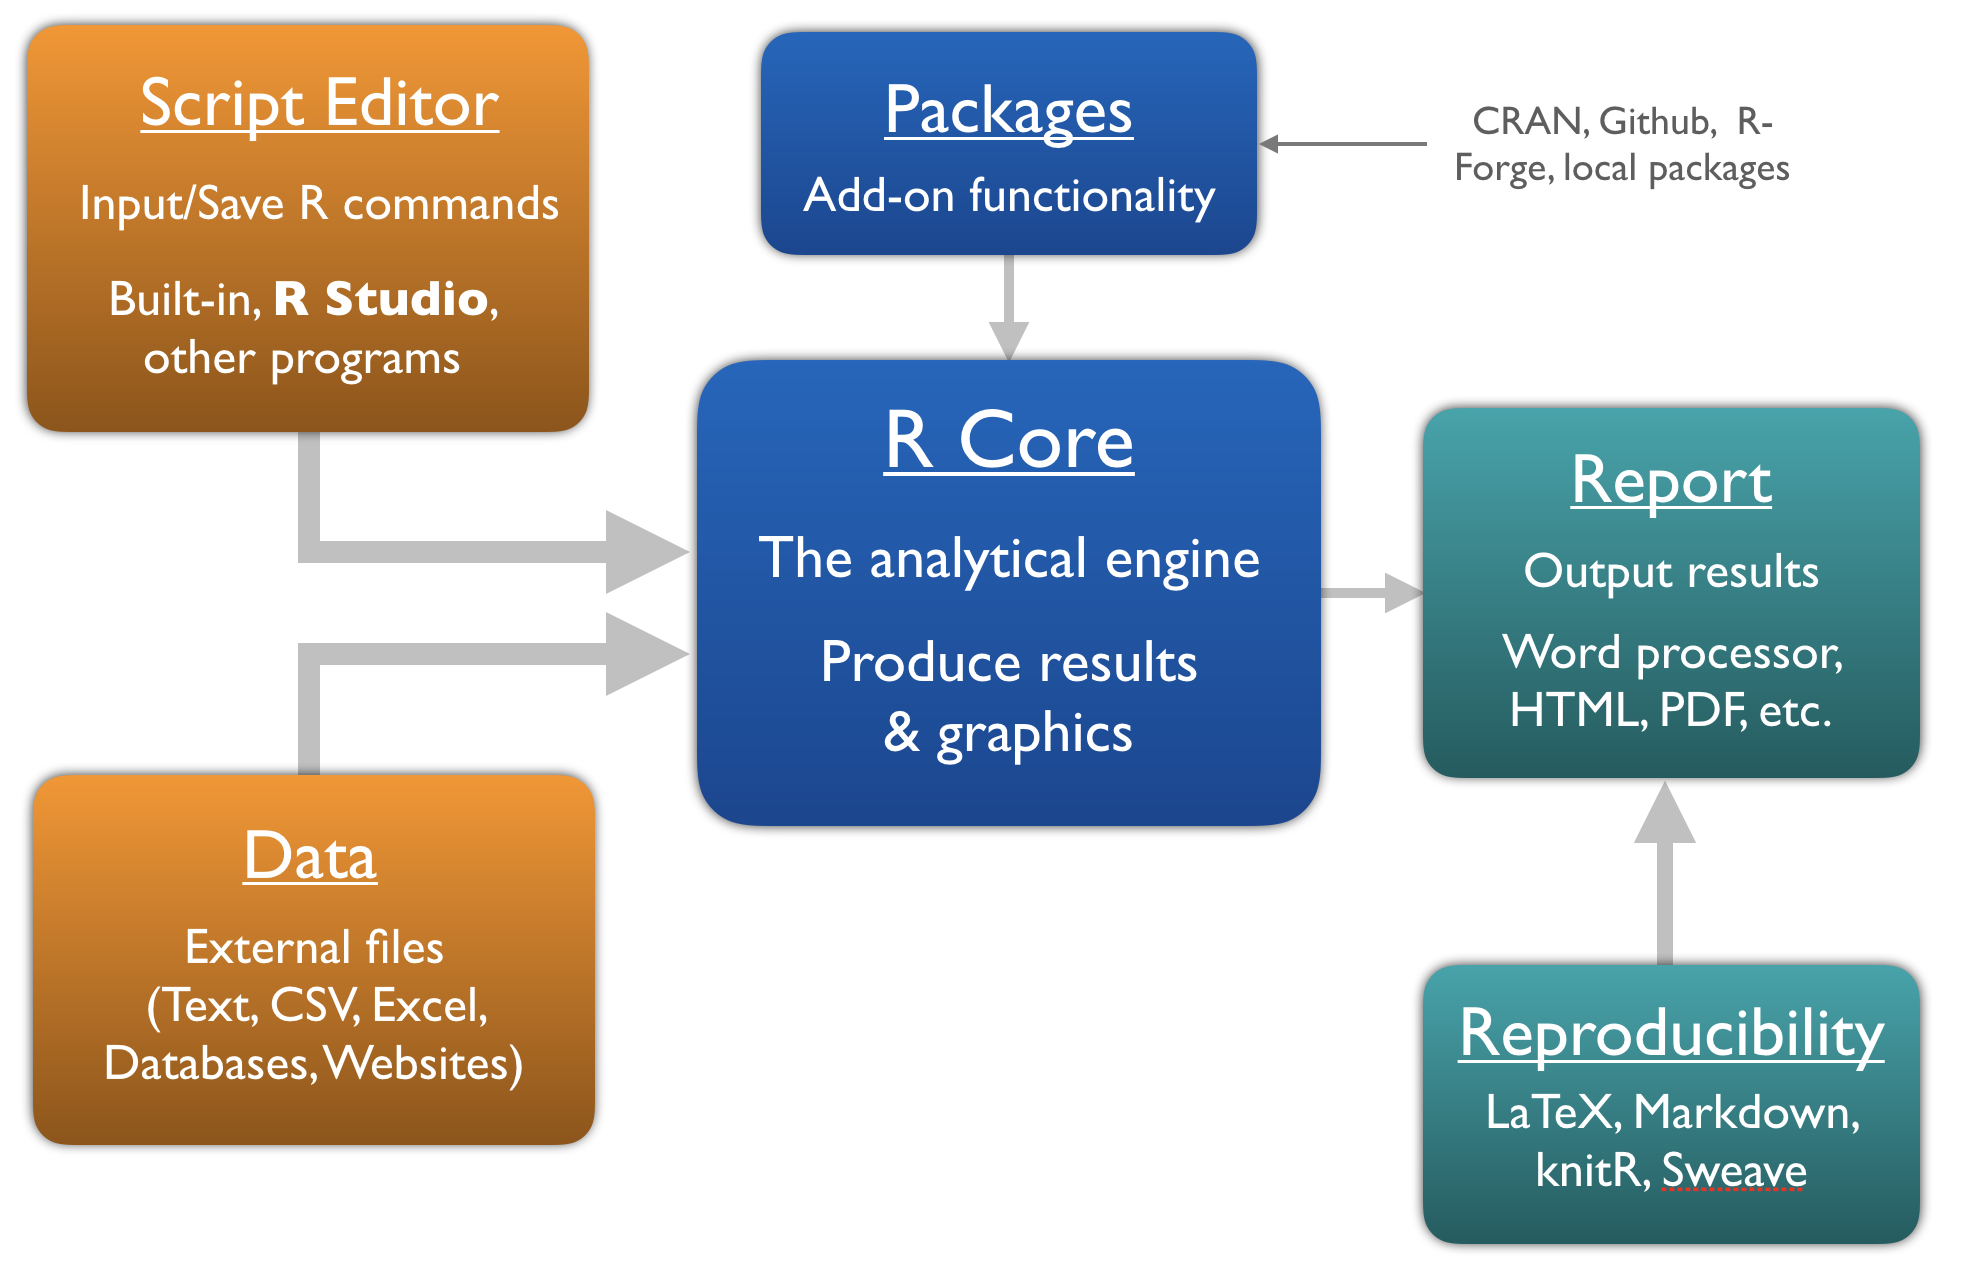 Script Editor
Input/Save R commands
Built-in, R Studio,
other programs
Packages
Add-on functionality
CRAN, Github,  R-
Forge, local packages
R Core
The analytical engine
Produce results
& graphics
Report
Output results
Word processor,
HTML, PDF, etc.
Data
External files
(Text, CSV, Excel,
Databases, Websites)
Reproducibility
LaTeX, Markdown,
knitR, Sweave